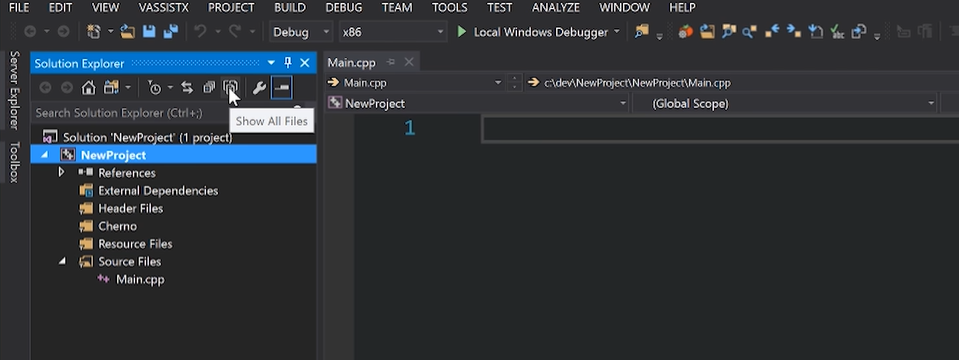 FILE EDIT VIEW VASSISTX PROJECT BUILD DEBUG TEAM TOOLS TEST ANALYZE WINDOW HELP
Debug x86 Local Windows Debugger
Server Explorer
Toolbox
Solution Explorer
Search Solution Explorer (Ctrl+;)
Show All Files
Solution 'NewProject' (1 project)
NewProject
References
External Dependencies
Header Files
Cherno
Resource Files
Source Files
Main.cpp
Main.cpp
Main.cpp c:\dev\NewProject\NewProject\Main.cpp
NewProject (Global Scope)
1